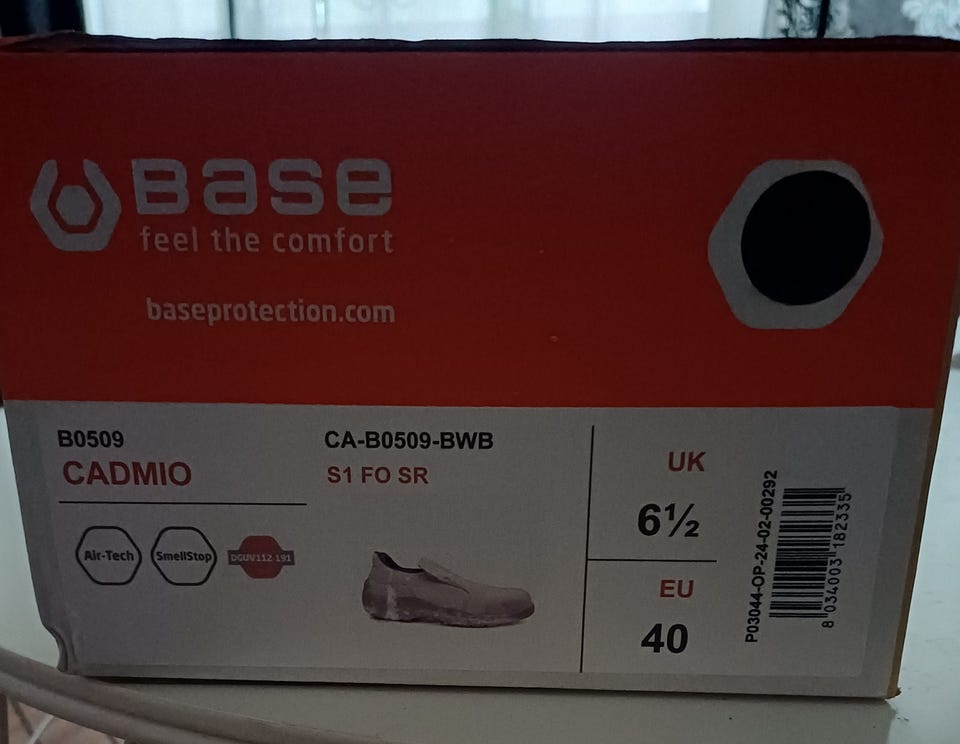 Base
feel the comfort
baseprotection.com
B0509
CADMIO
Air-Tech
SmellStop
DGUV112-191
CA-B0509-BWB
S1 FO SR
UK
6½
EU
40
P03044-OP-24-02-00292
8 034003 182335